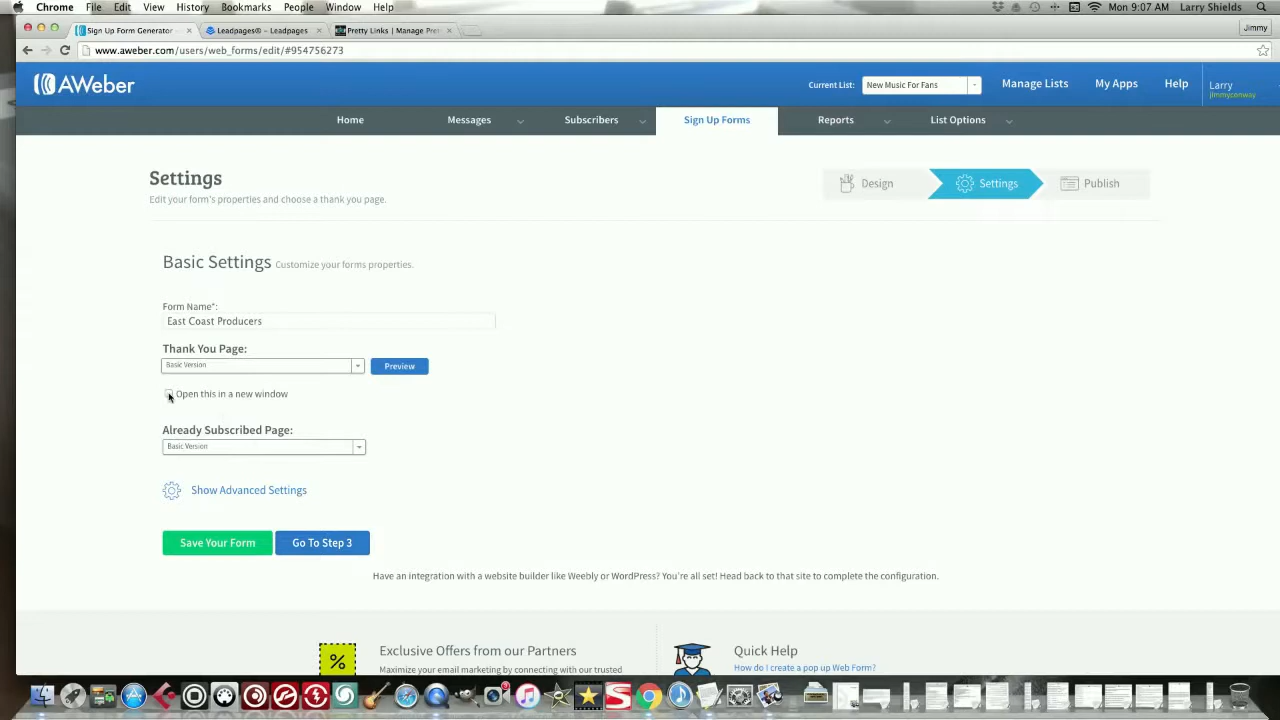 Chrome File Edit View History Bookmarks People Window Help Mon 9:07 AM Larry Shields
Sign Up Form Generator Leadpages® – Leadpages Pretty Links | Manage Pre Jimmy
www.aweber.com/users/web_forms/edit/#954756273
AWeber Current List: New Music For Fans Manage Lists My Apps Help Larry
jimmyconway
Home Messages Subscribers Sign Up Forms Reports List Options
Settings
Edit your form's properties and choose a thank you page.
Design Settings Publish
Basic Settings Customize your forms properties.
Form Name*:
East Coast Producers
Thank You Page:
Basic Version Preview
Open this in a new window
Already Subscribed Page:
Basic Version
Show Advanced Settings
Save Your Form Go To Step 3
Have an integration with a website builder like Weebly or WordPress? You're all set! Head back to that site to complete the configuration.
% Exclusive Offers from our Partners
Maximize your email marketing by connecting with our trusted
Quick Help
How do I create a pop up Web Form?